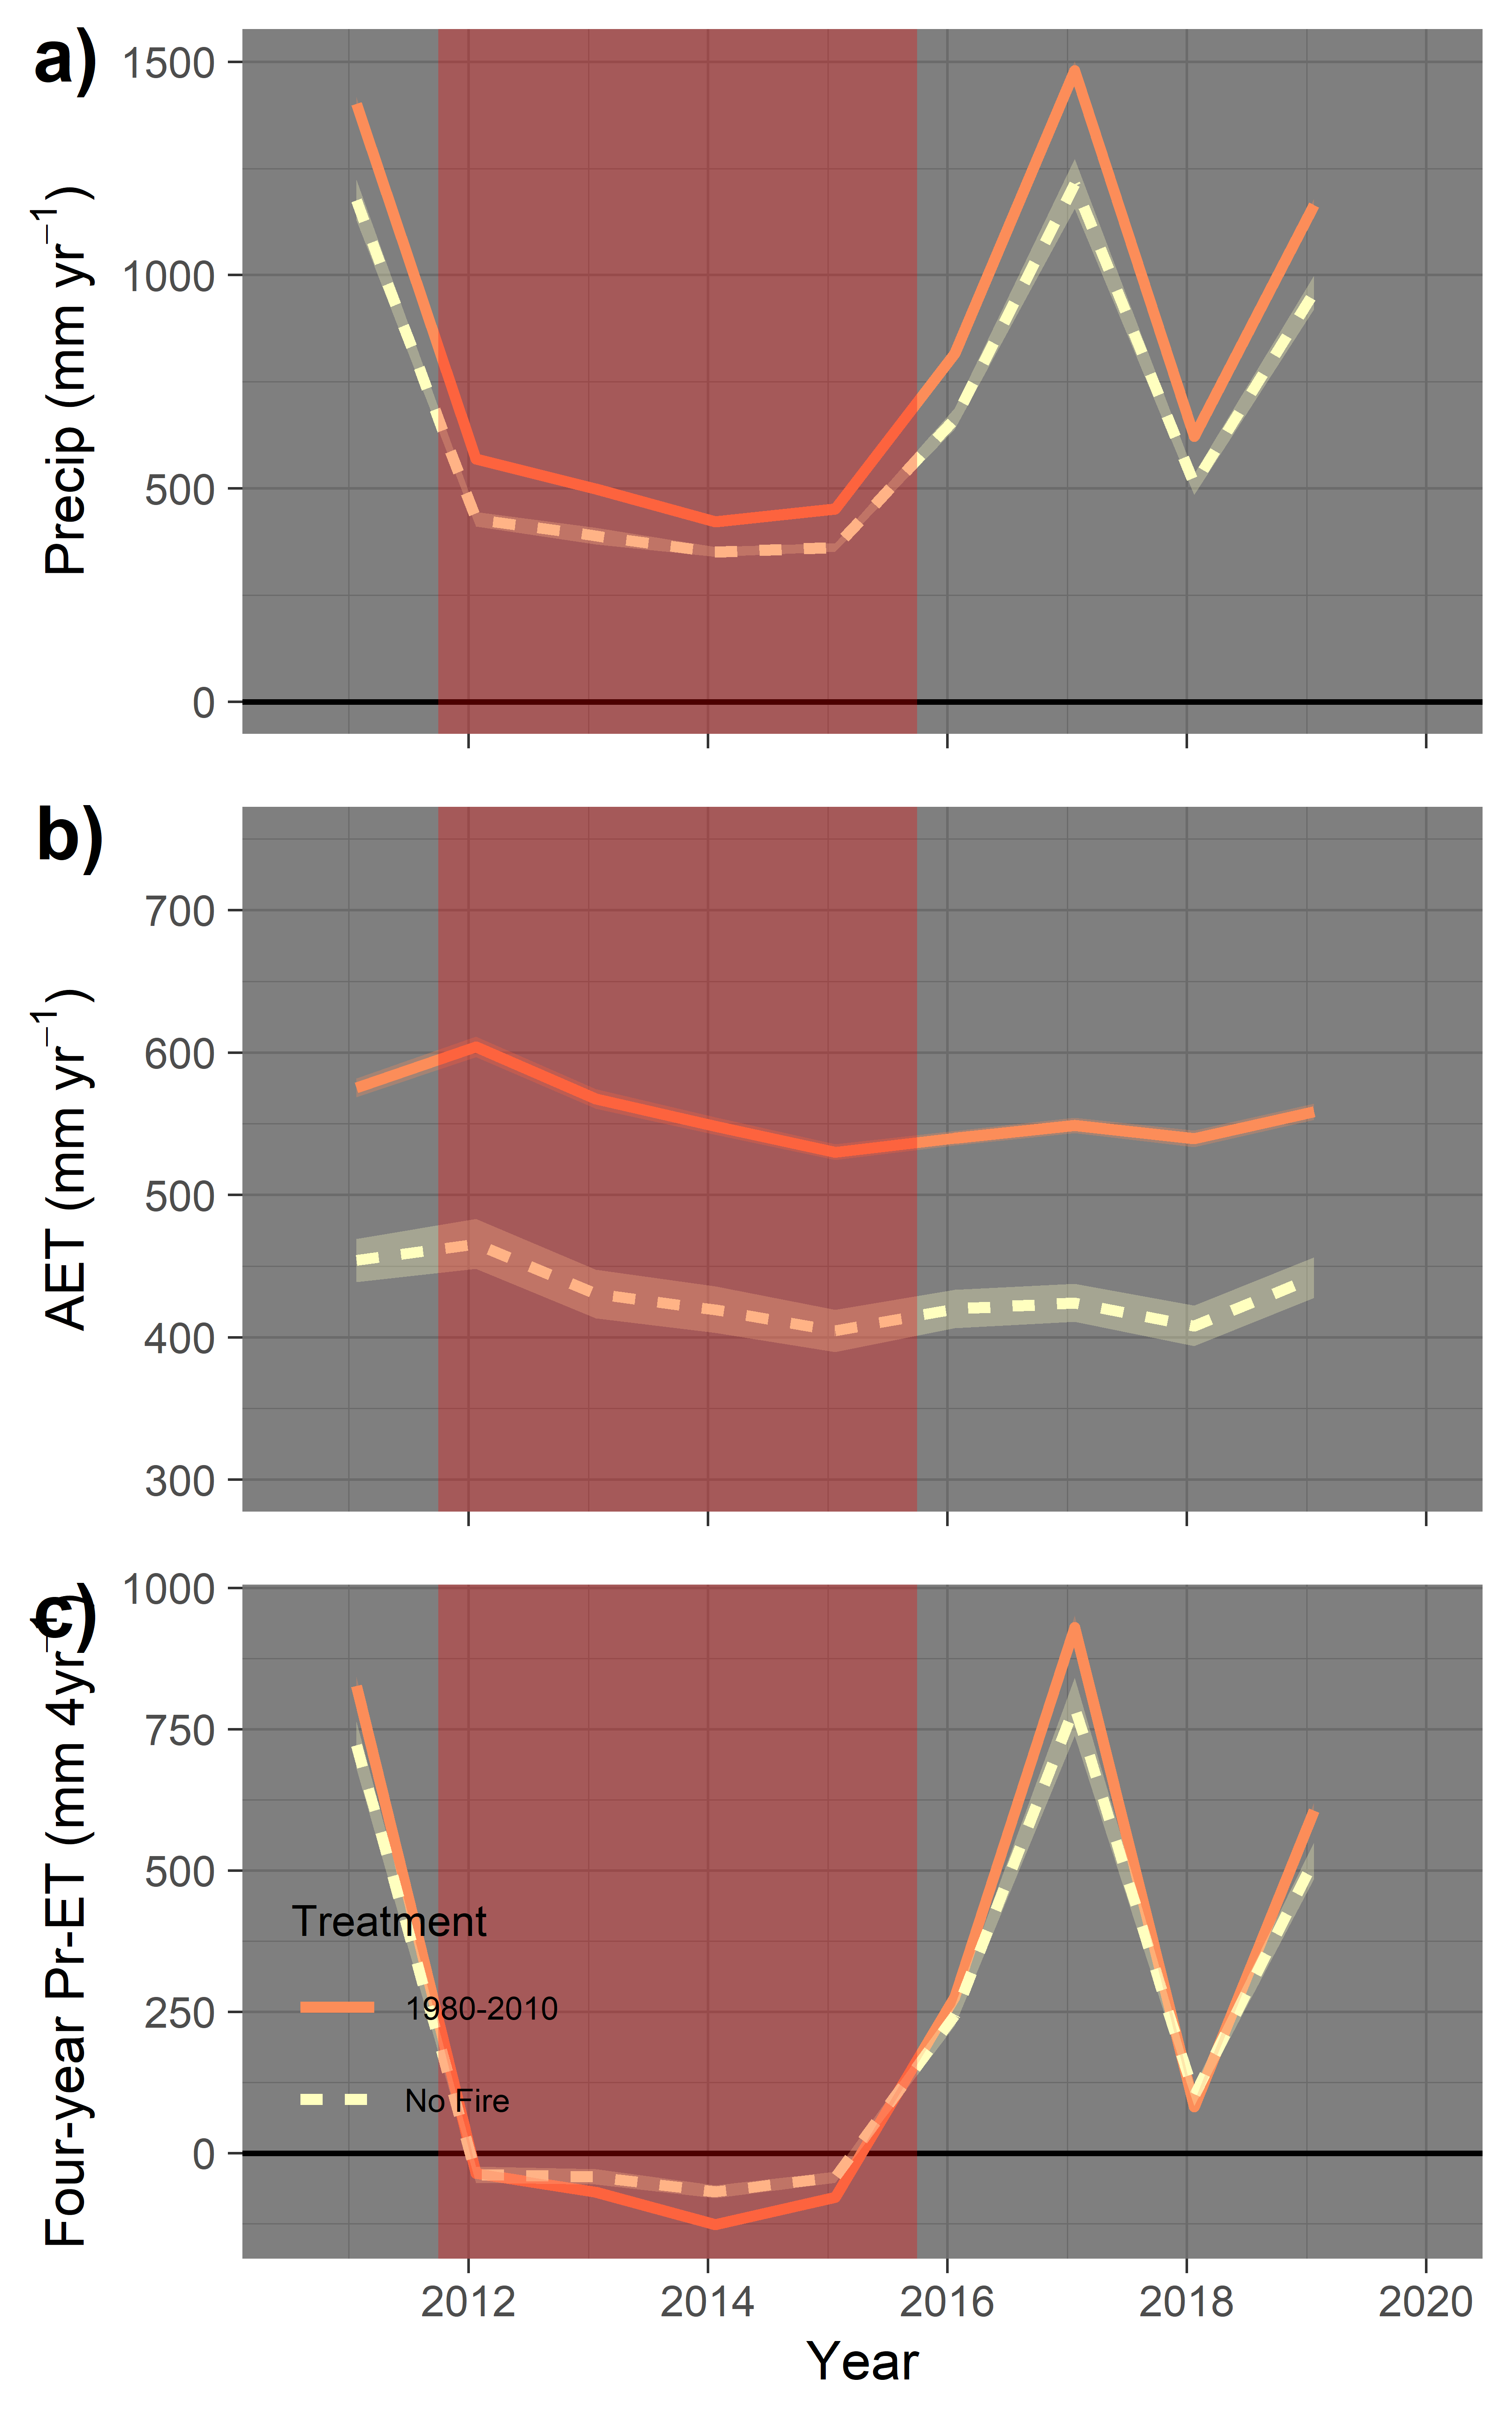 a)
Precip (mm yr⁻¹)
1500
1000
500
0
b)
AET (mm yr⁻¹)
700
600
500
400
300
c)
Four-year Pr-ET (mm 4yr⁻¹)
1000
750
500
250
0
Treatment
1980-2010
No Fire
2012 2014 2016 2018 2020
Year